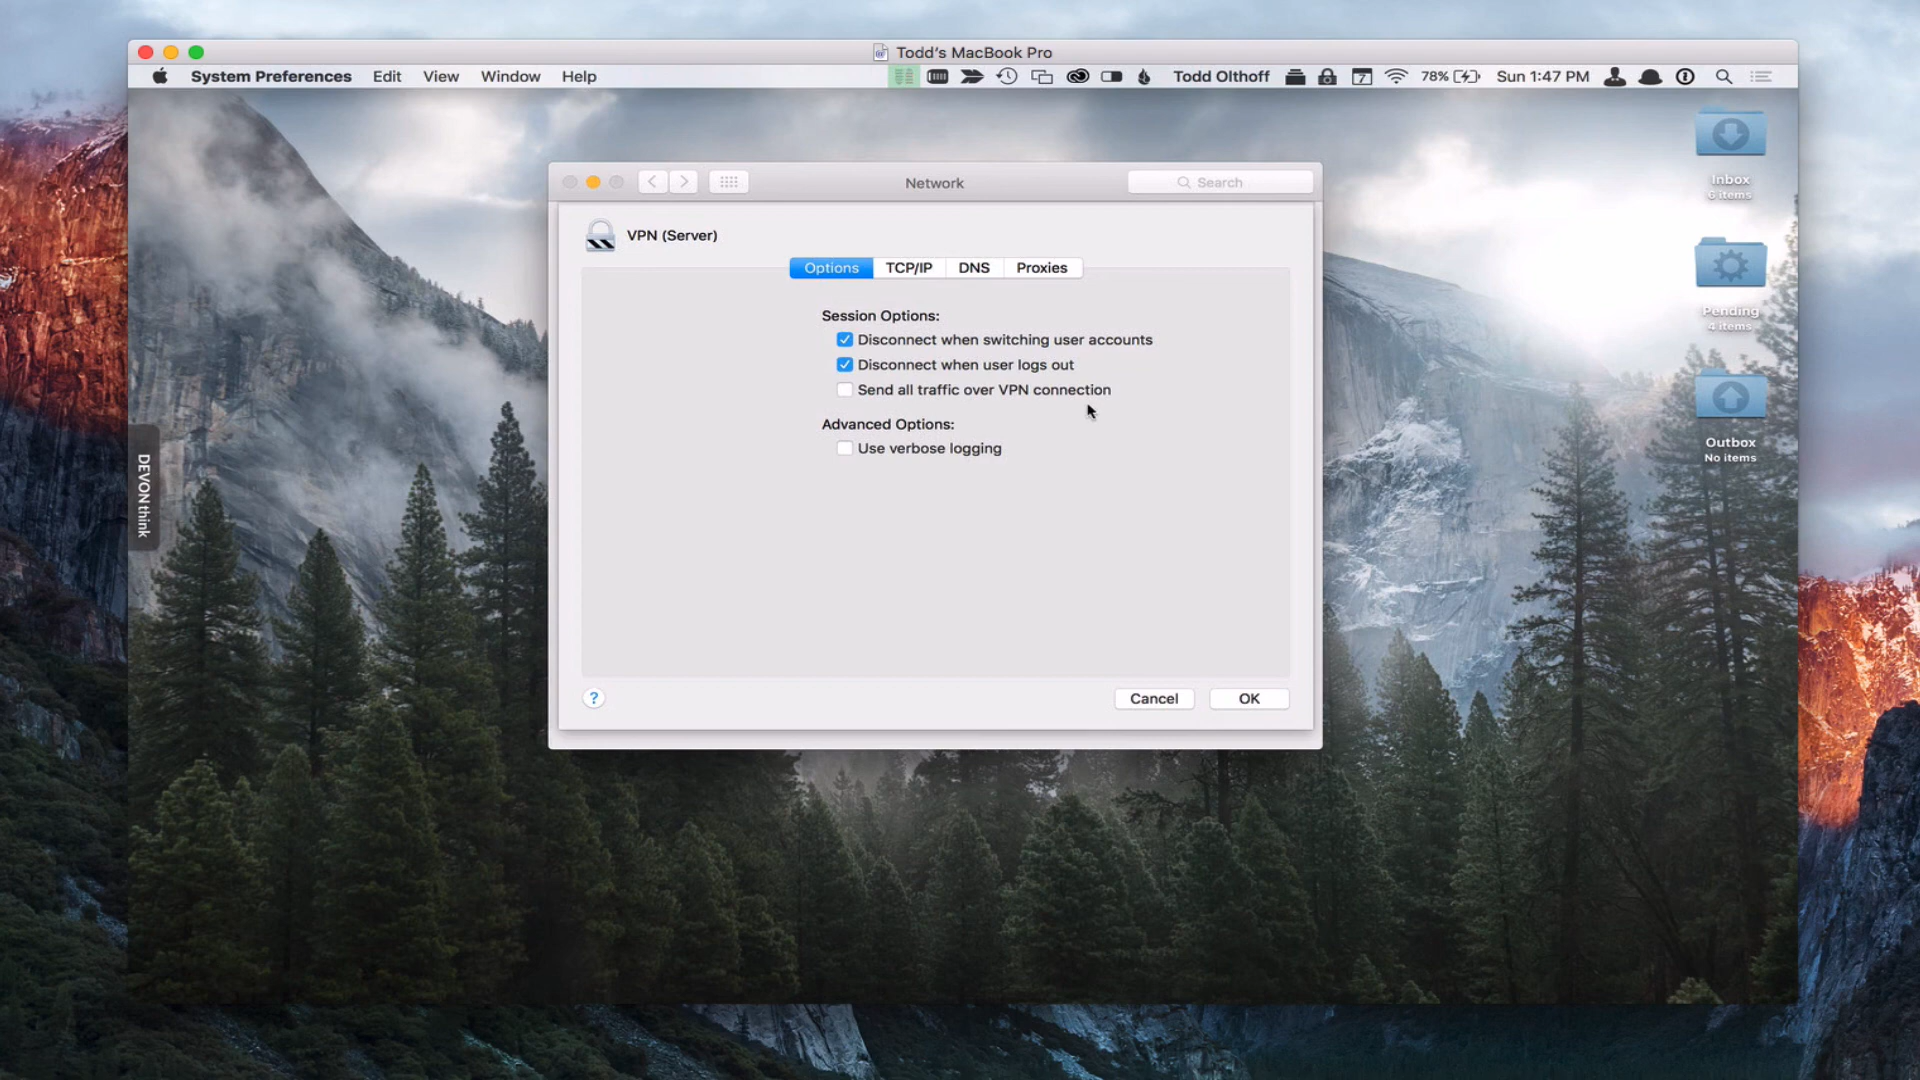 Todd's MacBook Pro
System Preferences Edit View Window Help Todd Olthoff 7 78% Sun 1:47 PM
Network
Search
VPN (Server)
Options TCP/IP DNS Proxies
Session Options:
Disconnect when switching user accounts
Disconnect when user logs out
Send all traffic over VPN connection
Advanced Options:
Use verbose logging
?
Cancel OK
Inbox
6 items
Pending
4 items
Outbox
No items
DEVONthink